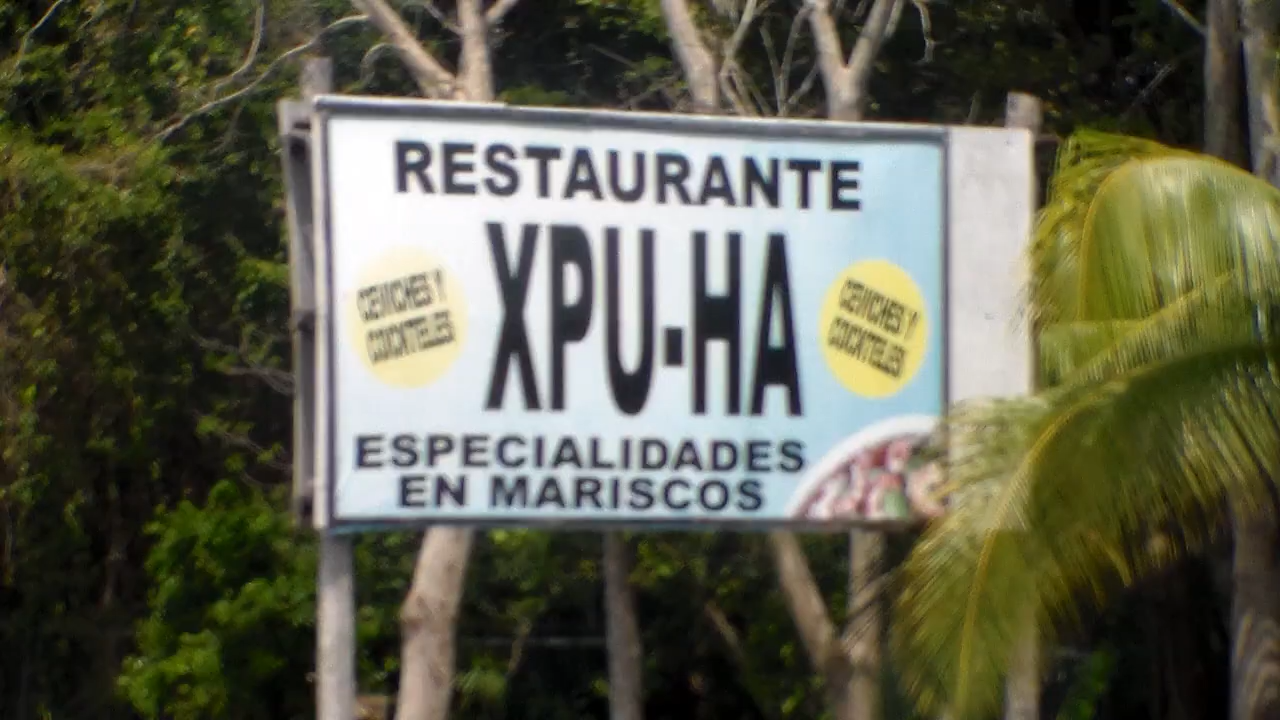 RESTAURANTE
XPU-HA
CEVICHES Y
COCKTELES
CEVICHES Y
COCKTELES
ESPECIALIDADES
EN MARISCOS